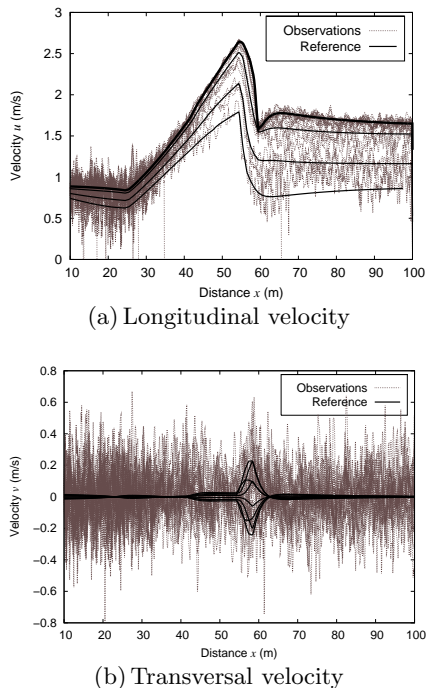 Observations
Reference
3
2.5
2
1.5
1
0.5
0
Velocity u (m/s)
10 20 30 40 50 60 70 80 90 100
Distance x (m)
(a) Longitudinal velocity
Observations
Reference
0.8
0.6
0.4
0.2
0
−0.2
−0.4
−0.6
−0.8
Velocity v (m/s)
10 20 30 40 50 60 70 80 90 100
Distance x (m)
(b) Transversal velocity